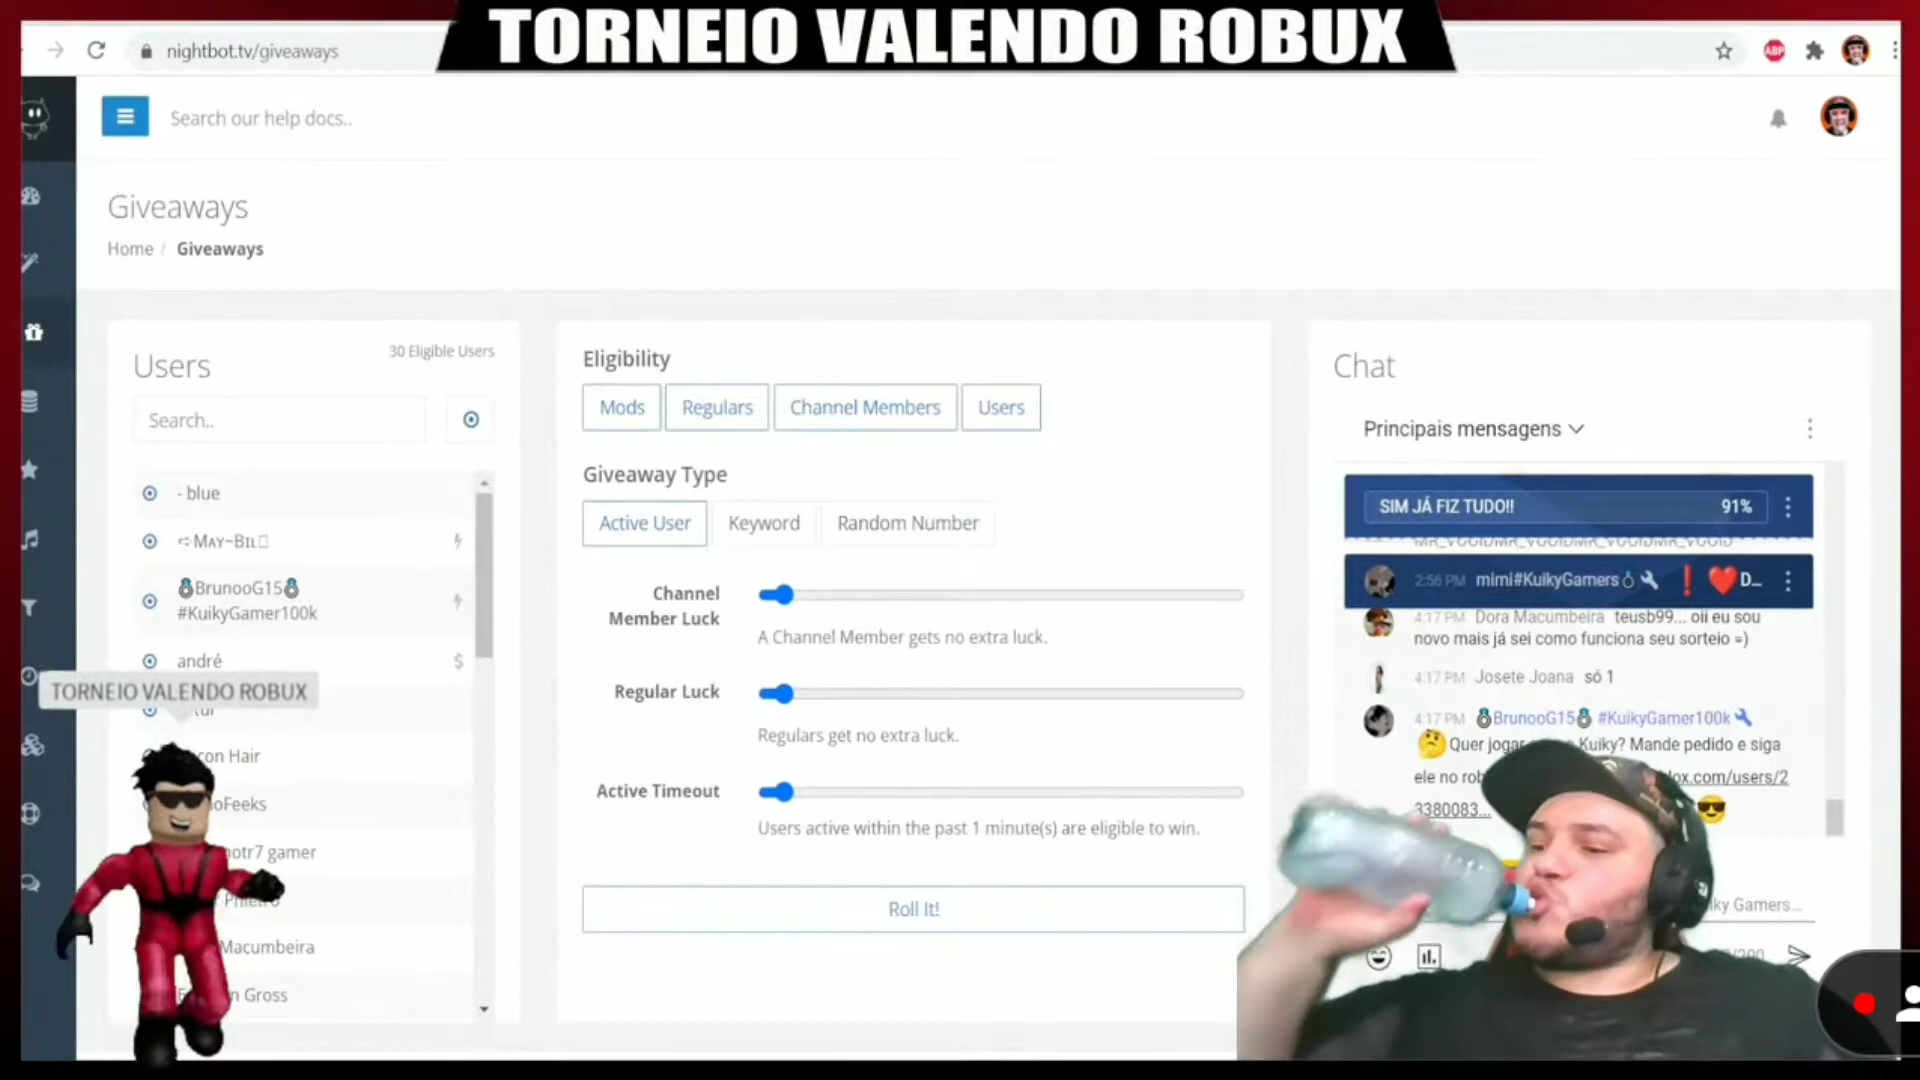 TORNEIO VALENDO ROBUX
nightbot.tv/giveaways
ABP
Search our help docs..
Giveaways
Home / Giveaways
Users
30 Eligible Users
Search..
- blue
➪May~Bɪʟ
💍BrunooG15💍
#KuikyGamer100k
andré
$
TORNEIO VALENDO ROBUX
con Hair
oFeeks
otr7 gamer
Macumbeira
n Gross
Eligibility
Mods
Regulars
Channel Members
Users
Giveaway Type
Active User
Keyword
Random Number
Channel
Member Luck
A Channel Member gets no extra luck.
Regular Luck
Regulars get no extra luck.
Active Timeout
Users active within the past 1 minute(s) are eligible to win.
Roll It!
Chat
Principais mensagens
SIM JÁ FIZ TUDO!! 91%
2:56 PM mimi#KuikyGamers💍🔧 ❗ ❤️D...
4:17 PM Dora Macumbeira teusb99... oii eu sou
novo mais já sei como funciona seu sorteio =)
4:17 PM Josete Joana só 1
4:17 PM 💍BrunooG15💍 #KuikyGamer100k🔧
🤔Quer jogar Kuiky? Mande pedido e siga
ele no rob lox.com/users/2
3380083... 😎
ky Gamers...
/200